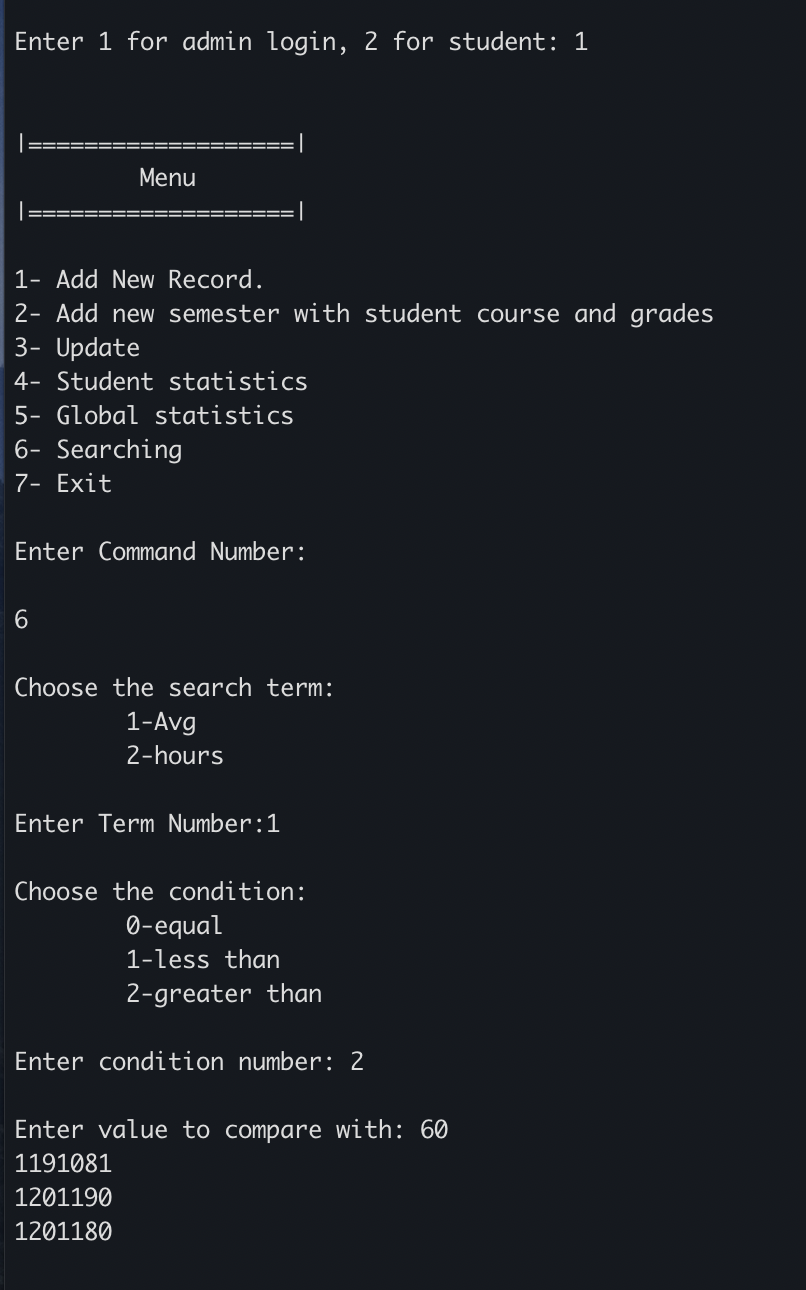 Enter 1 for admin login, 2 for student: 1
|===================|
Menu
|===================|
1- Add New Record.
2- Add new semester with student course and grades
3- Update
4- Student statistics
5- Global statistics
6- Searching
7- Exit
Enter Command Number:
6
Choose the search term:
1-Avg
2-hours
Enter Term Number:1
Choose the condition:
0-equal
1-less than
2-greater than
Enter condition number: 2
Enter value to compare with: 60
1191081
1201190
1201180